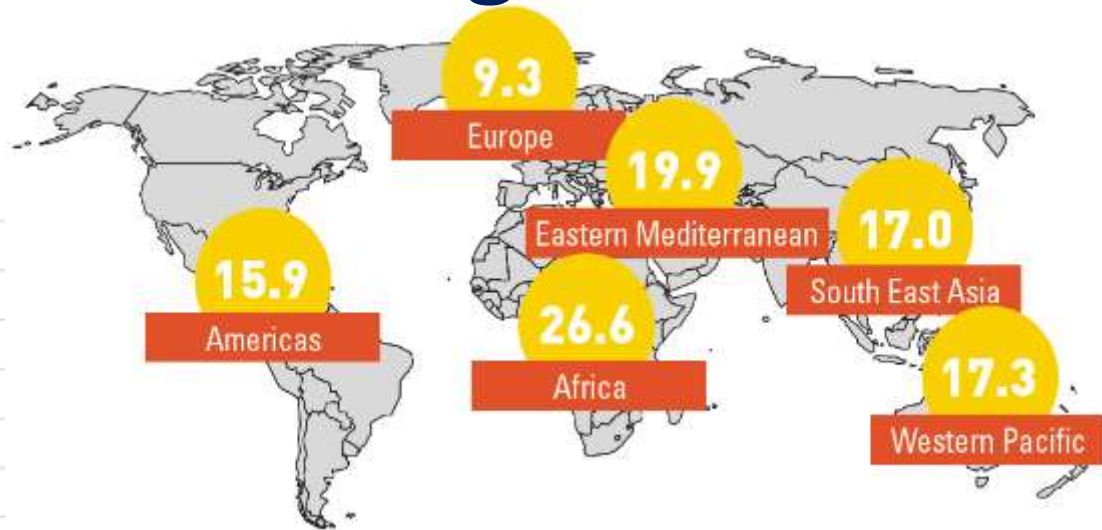 9.3
Europe
19.9
Eastern Mediterranean
17.0
South East Asia
15.9
Americas
26.6
Africa
17.3
Western Pacific